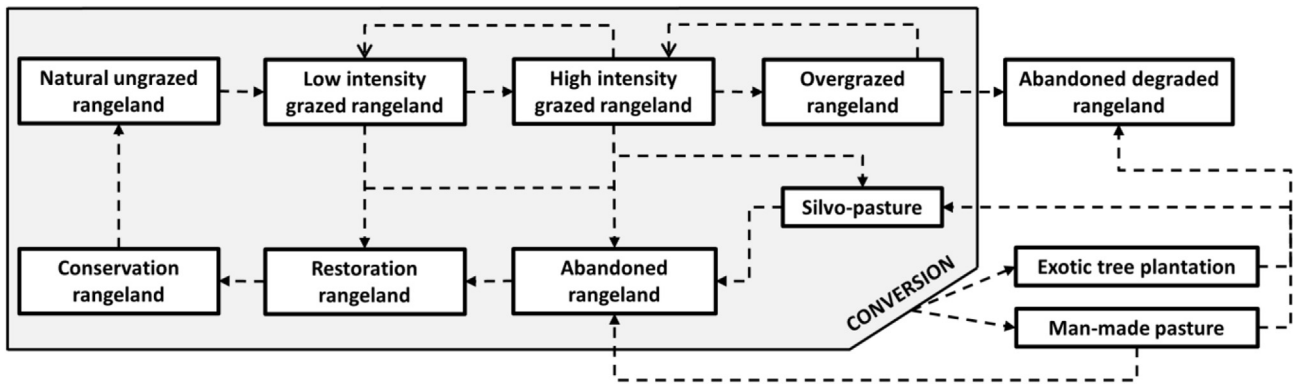 Natural ungrazed
rangeland
Low intensity
grazed rangeland
High intensity
grazed rangeland
Overgrazed
rangeland
Abandoned degraded
rangeland
Silvo-pasture
Conservation
rangeland
Restoration
rangeland
Abandoned
rangeland
CONVERSION
Exotic tree plantation
Man-made pasture